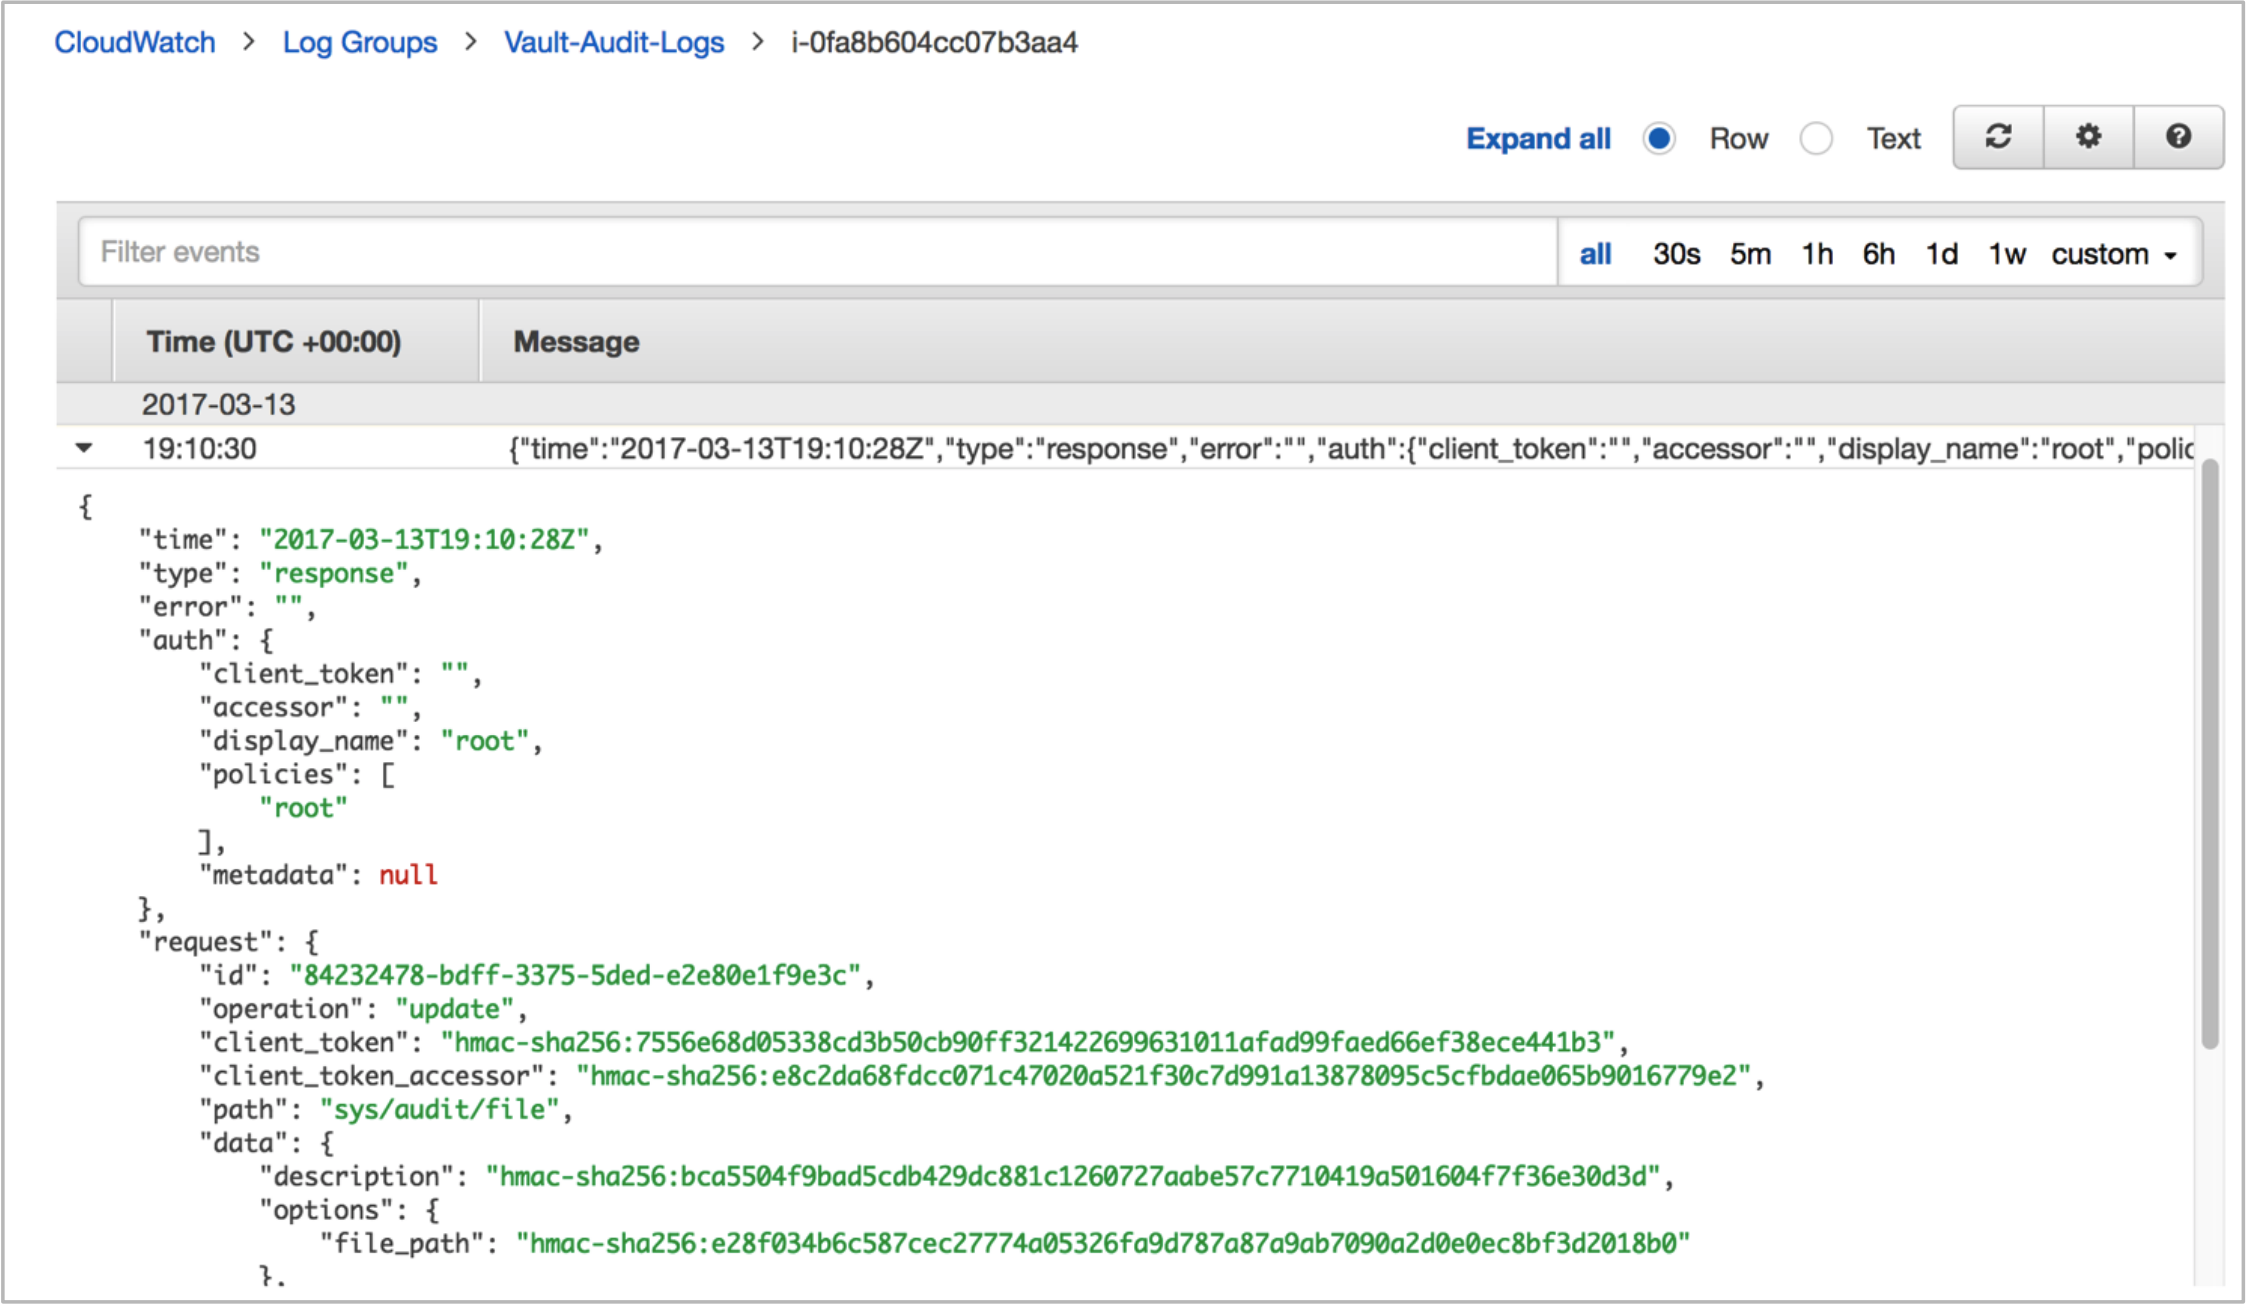 CloudWatch > Log Groups > Vault-Audit-Logs > i-0fa8b604cc07b3aa4
Expand all Row Text
Filter events all 30s 5m 1h 6h 1d 1w custom
Time (UTC +00:00) Message
2017-03-13
19:10:30 {"time":"2017-03-13T19:10:28Z","type":"response","error":"","auth":{"client_token":"","accessor":"","display_name":"root","polic
{
"time": "2017-03-13T19:10:28Z",
"type": "response",
"error": "",
"auth": {
"client_token": "",
"accessor": "",
"display_name": "root",
"policies": [
"root"
],
"metadata": null
},
"request": {
"id": "84232478-bdff-3375-5ded-e2e80e1f9e3c",
"operation": "update",
"client_token": "hmac-sha256:7556e68d05338cd3b50cb90ff321422699631011afad99faed66ef38ece441b3",
"client_token_accessor": "hmac-sha256:e8c2da68fdcc071c47020a521f30c7d991a13878095c5cfbdae065b9016779e2",
"path": "sys/audit/file",
"data": {
"description": "hmac-sha256:bca5504f9bad5cdb429dc881c1260727aabe57c7710419a501604f7f36e30d3d",
"options": {
"file_path": "hmac-sha256:e28f034b6c587cec27774a05326fa9d787a87a9ab7090a2d0e0ec8bf3d2018b0"
},